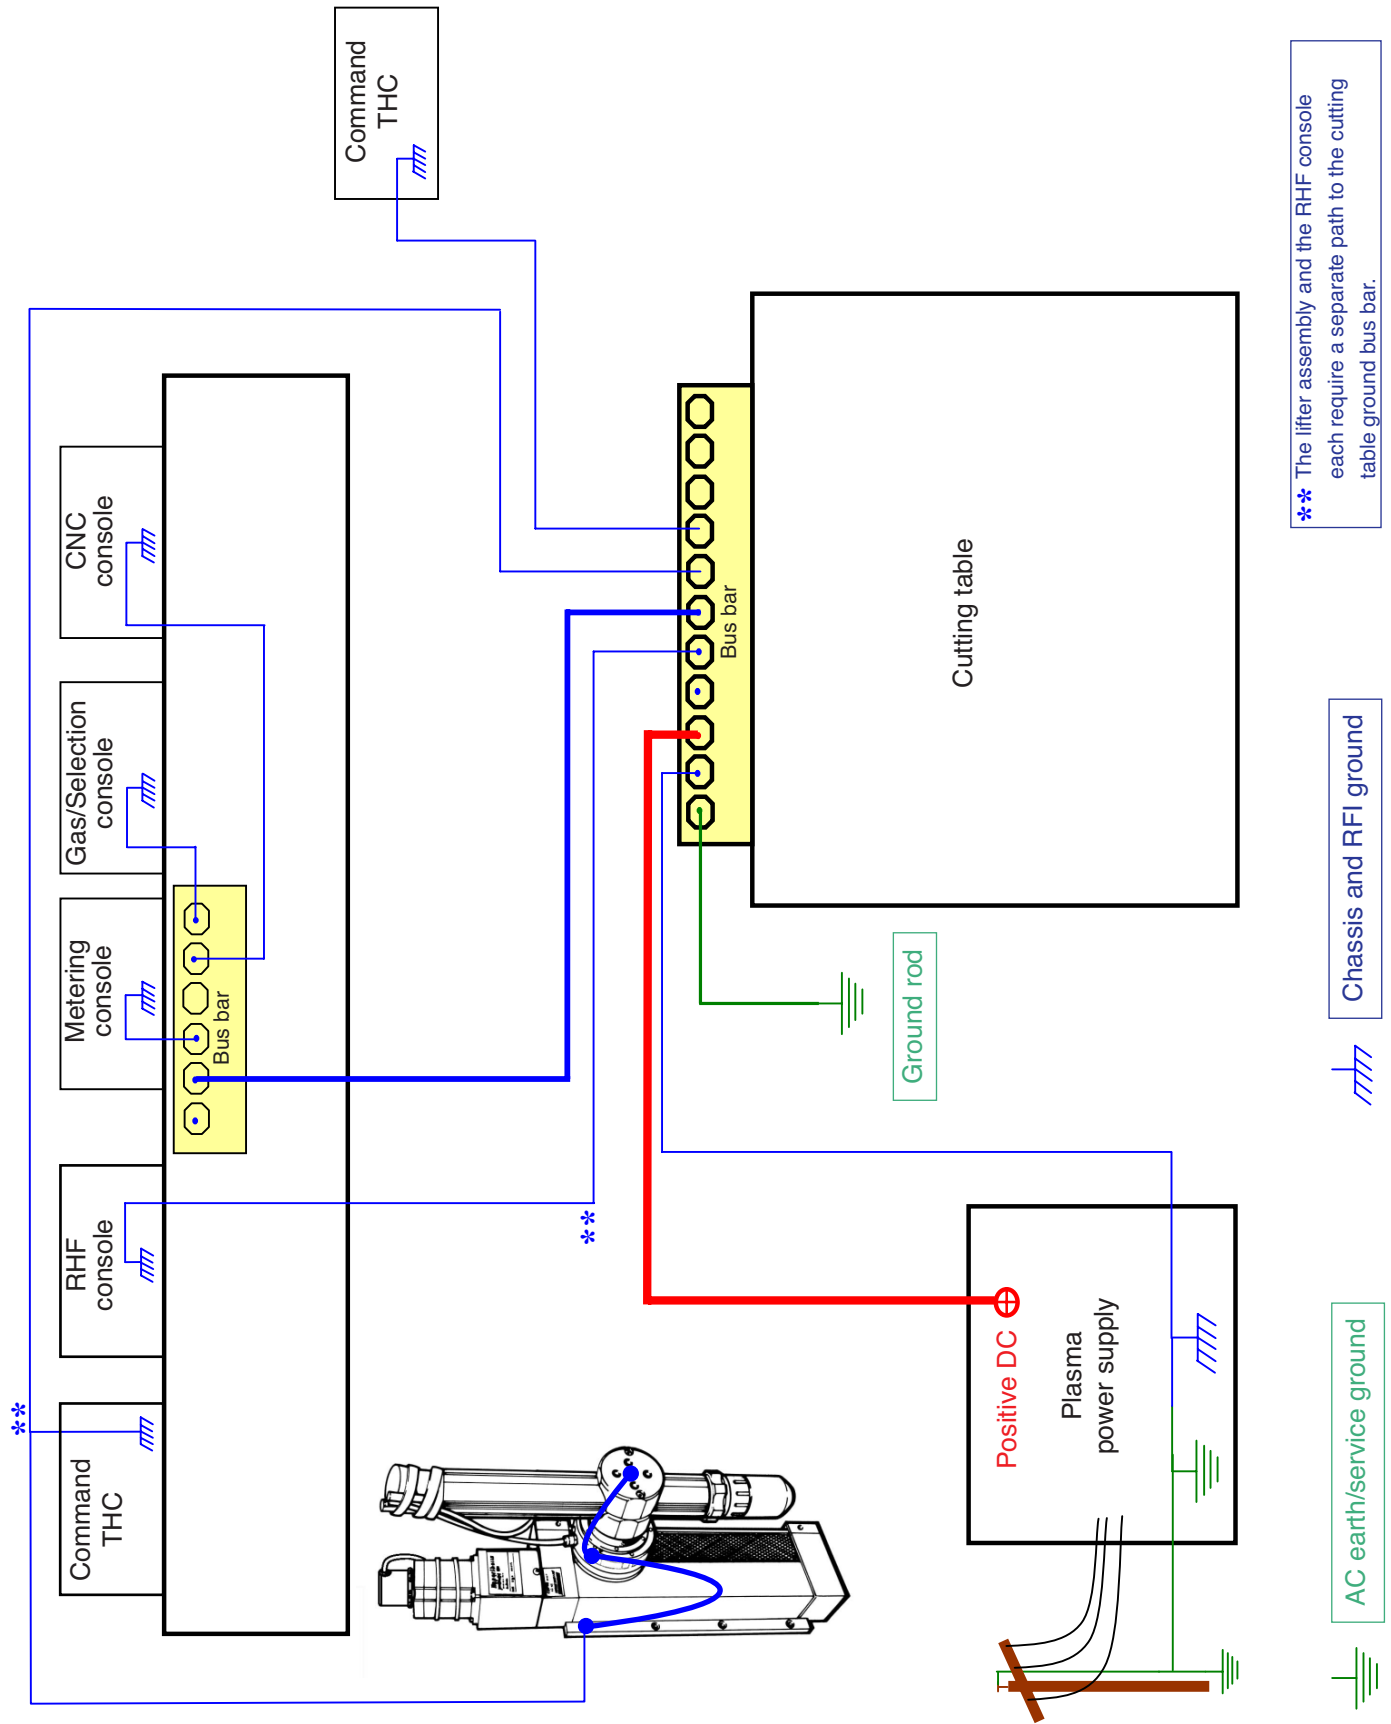 Command
THC
RHF
console
Metering
console
Gas/Selection
console
CNC
console
Command
THC
Bus bar
**
**
Bus bar
Cutting table
Ground rod
Positive DC
Plasma
power supply
AC earth/service ground
Chassis and RFI ground
** The lifter assembly and the RHF console
each require a separate path to the cutting
table ground bus bar.